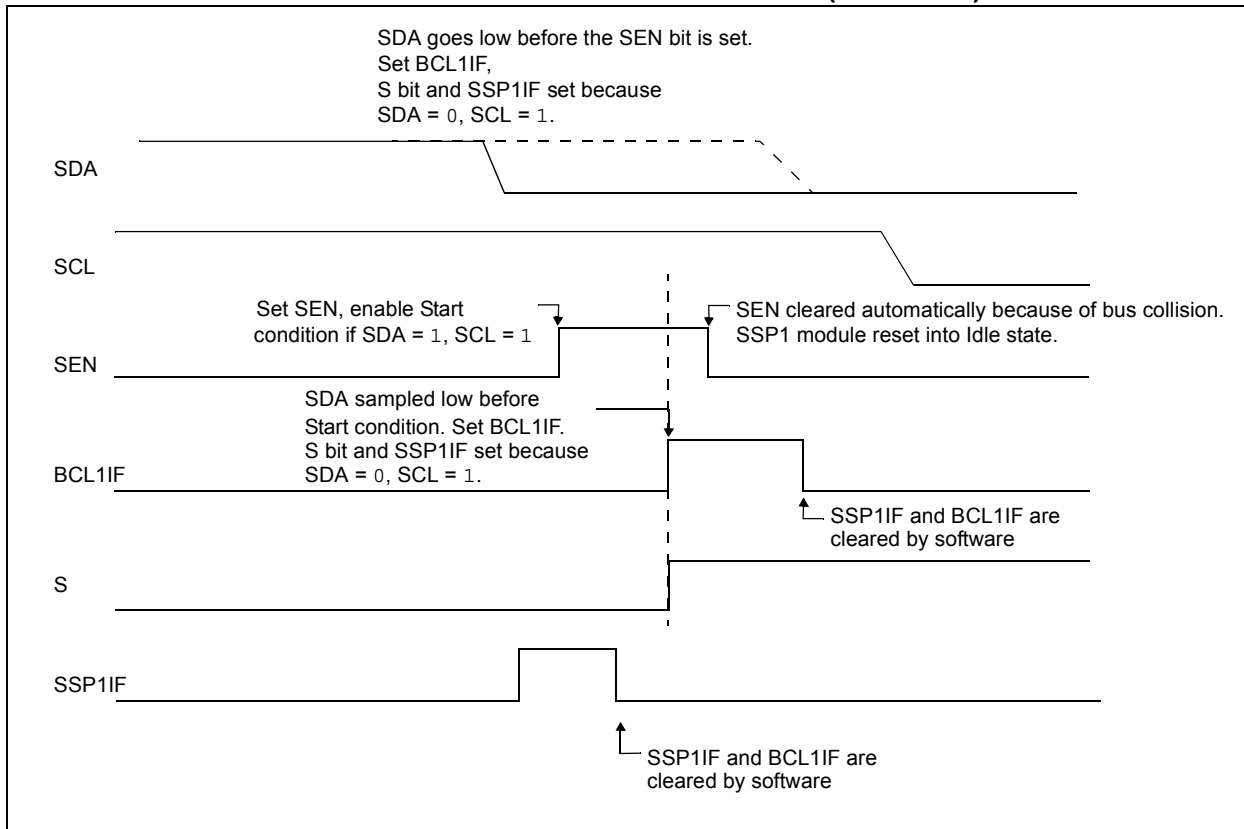 SDA goes low before the SEN bit is set.
Set BCL1IF,
S bit and SSP1IF set because
SDA = 0, SCL = 1.
SDA
SCL
Set SEN, enable Start
condition if SDA = 1, SCL = 1
SEN cleared automatically because of bus collision.
SSP1 module reset into Idle state.
SEN
SDA sampled low before
Start condition. Set BCL1IF.
S bit and SSP1IF set because
SDA = 0, SCL = 1.
BCL1IF
SSP1IF and BCL1IF are
cleared by software
S
SSP1IF
SSP1IF and BCL1IF are
cleared by software